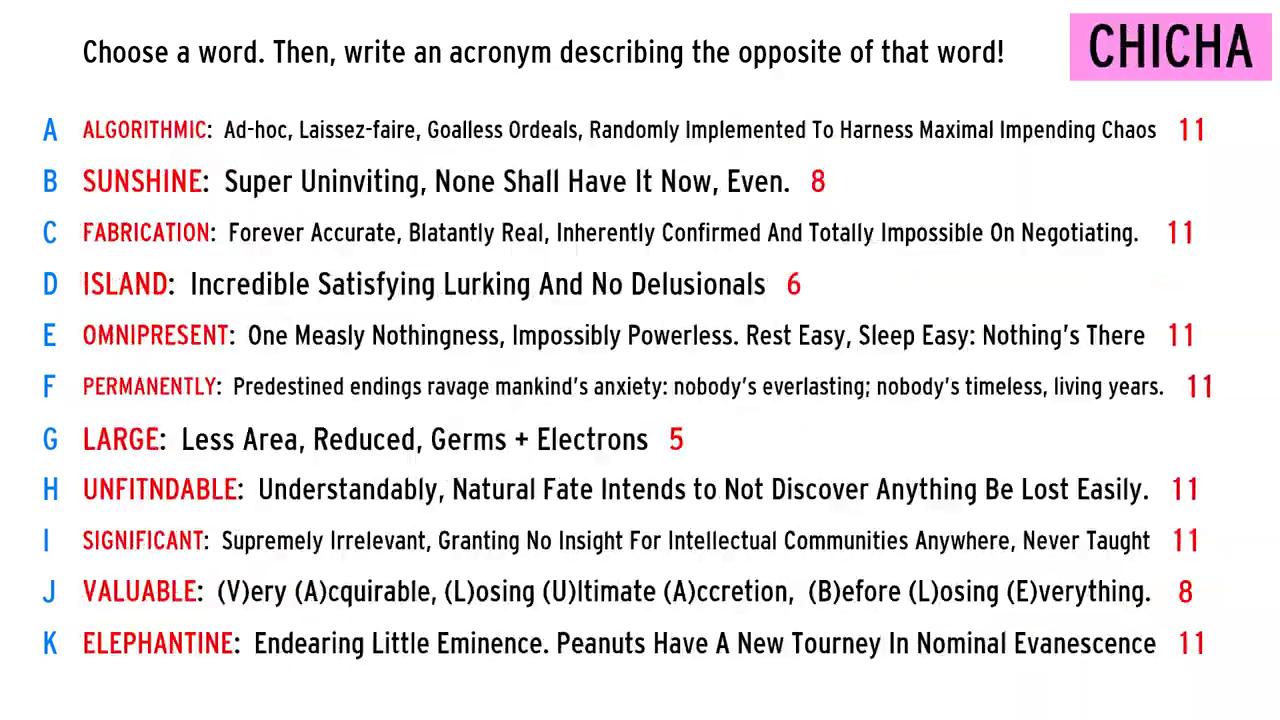 Choose a word. Then, write an acronym describing the opposite of that word!
CHICHA
A ALGORITHMIC: Ad-hoc, Laissez-faire, Goalless Ordeals, Randomly Implemented To Harness Maximal Impending Chaos 11
B SUNSHINE: Super Uninviting, None Shall Have It Now, Even. 8
C FABRICATION: Forever Accurate, Blatantly Real, Inherently Confirmed And Totally Impossible On Negotiating. 11
D ISLAND: Incredible Satisfying Lurking And No Delusionals 6
E OMNIPRESENT: One Measly Nothingness, Impossibly Powerless. Rest Easy, Sleep Easy: Nothing's There 11
F PERMANENTLY: Predestined endings ravage mankind's anxiety: nobody's everlasting; nobody's timeless, living years. 11
G LARGE: Less Area, Reduced, Germs + Electrons 5
H UNFITNDABLE: Understandably, Natural Fate Intends to Not Discover Anything Be Lost Easily. 11
I SIGNIFICANT: Supremely Irrelevant, Granting No Insight For Intellectual Communities Anywhere, Never Taught 11
J VALUABLE: (V)ery (A)cquirable, (L)osing (U)ltimate (A)ccretion, (B)efore (L)osing (E)verything. 8
K ELEPHANTINE: Endearing Little Eminence. Peanuts Have A New Tourney In Nominal Evanescence 11